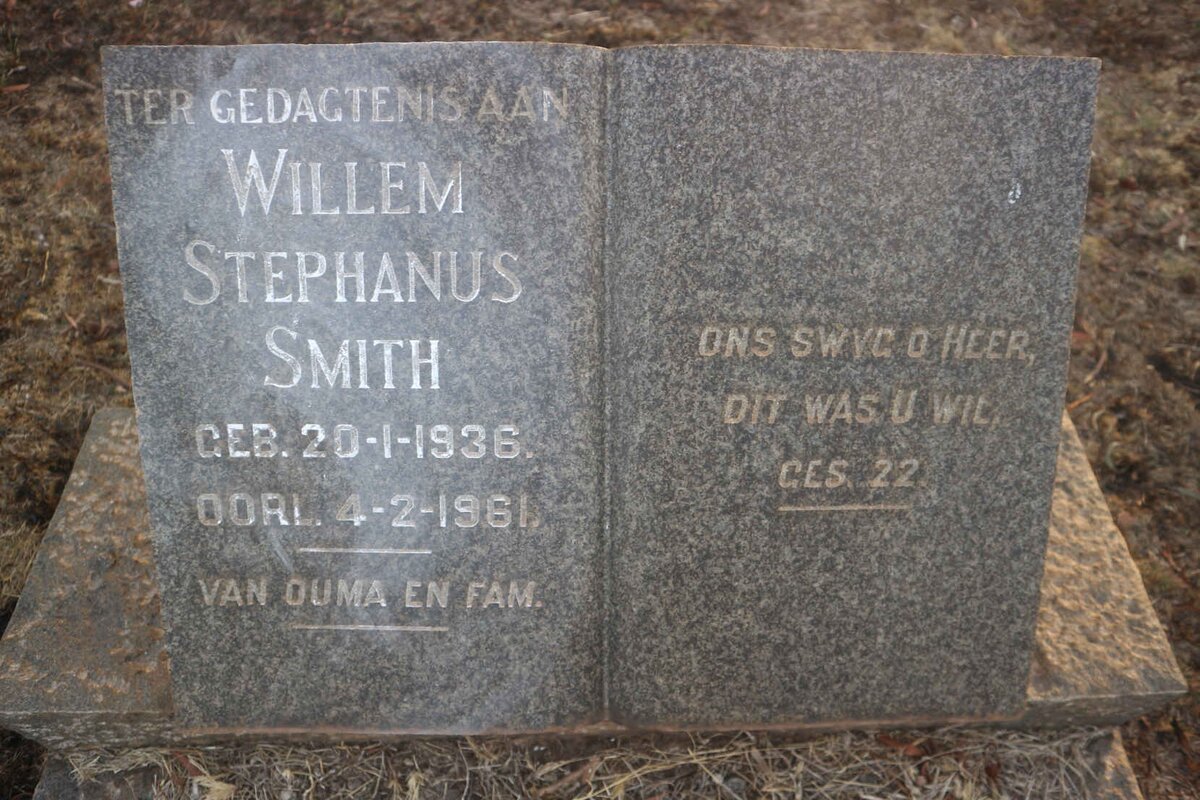 TER GEDAGTENIS AAN
WILLEM
STEPHANUS
SMITH
GEB. 20-1-1936.
OORL. 4-2-1961.
VAN OUMA EN FAM.
ONS SWYG O HEER,
DIT WAS U WIL.
GES. 22.